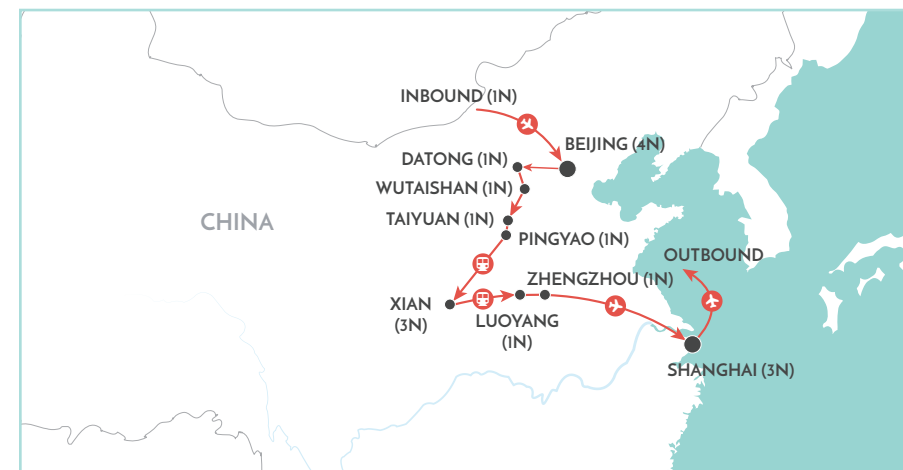 INBOUND (1N)
BEIJING (4N)
DATONG (1N)
WUTAISHAN (1N)
CHINA
TAIYUAN (1N)
PINGYAO (1N)
OUTBOUND
ZHENGZHOU (1N)
XIAN
(3N)
LUOYANG
(1N)
SHANGHAI (3N)